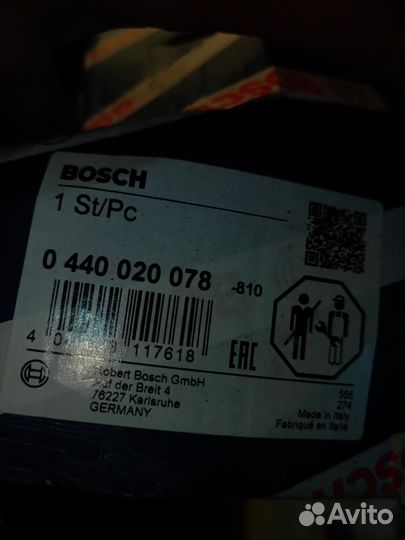 BOSCH
1 St/Pc
0 440 020 078 -810
117618
EAC
Robert Bosch GmbH
Auf der Breit 4
76227 Karlsruhe
GERMANY
555
274
Made in Italy
Fabriqué en Italie
Avito